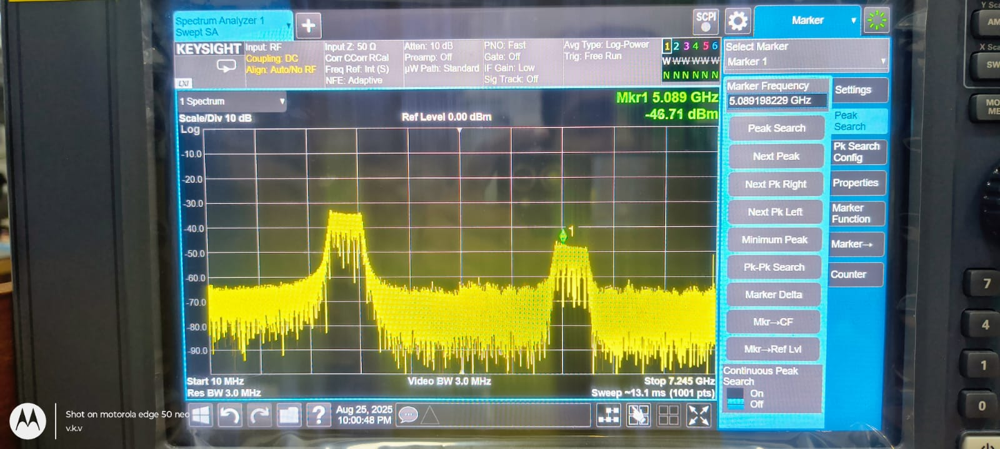 Spectrum Analyzer 1
Swept SA
+
SCPI
Marker
KEYSIGHT
LXI
Input: RF
Coupling: DC
Align: Auto/No RF
Input Z: 50 Ω
Corr CCorr RCal
Freq Ref: Int (S)
NFE: Adaptive
Atten: 10 dB
Preamp: Off
µW Path: Standard
PNO: Fast
Gate: Off
IF Gain: Low
Sig Track: Off
Avg Type: Log-Power
Trig: Free Run
1 2 3 4 5 6
W W W W W W
N N N N N N
Select Marker
Marker 1
1 Spectrum
Scale/Div 10 dB
Log
Ref Level 0.00 dBm
Mkr1 5.089 GHz
-46.71 dBm
-10.0
-20.0
-30.0
-40.0
-50.0
-60.0
-70.0
-80.0
-90.0
1
Start 10 MHz
Res BW 3.0 MHz
Video BW 3.0 MHz
Stop 7.245 GHz
Sweep ~13.1 ms (1001 pts)
Marker Frequency
5.089198229 GHz
Peak Search
Next Peak
Next Pk Right
Next Pk Left
Minimum Peak
Pk-Pk Search
Marker Delta
Mkr→CF
Mkr→Ref Lvl
Continuous Peak
Search
On
Off
Settings
Peak
Search
Pk Search
Config
Properties
Marker
Function
Marker→
Counter
?
Aug 25, 2025
10:00:48 PM
Y Sca
AM
X Sca
SW
MO
ME
7
4
1
0
Shot on motorola edge 50 neo
v.k.v